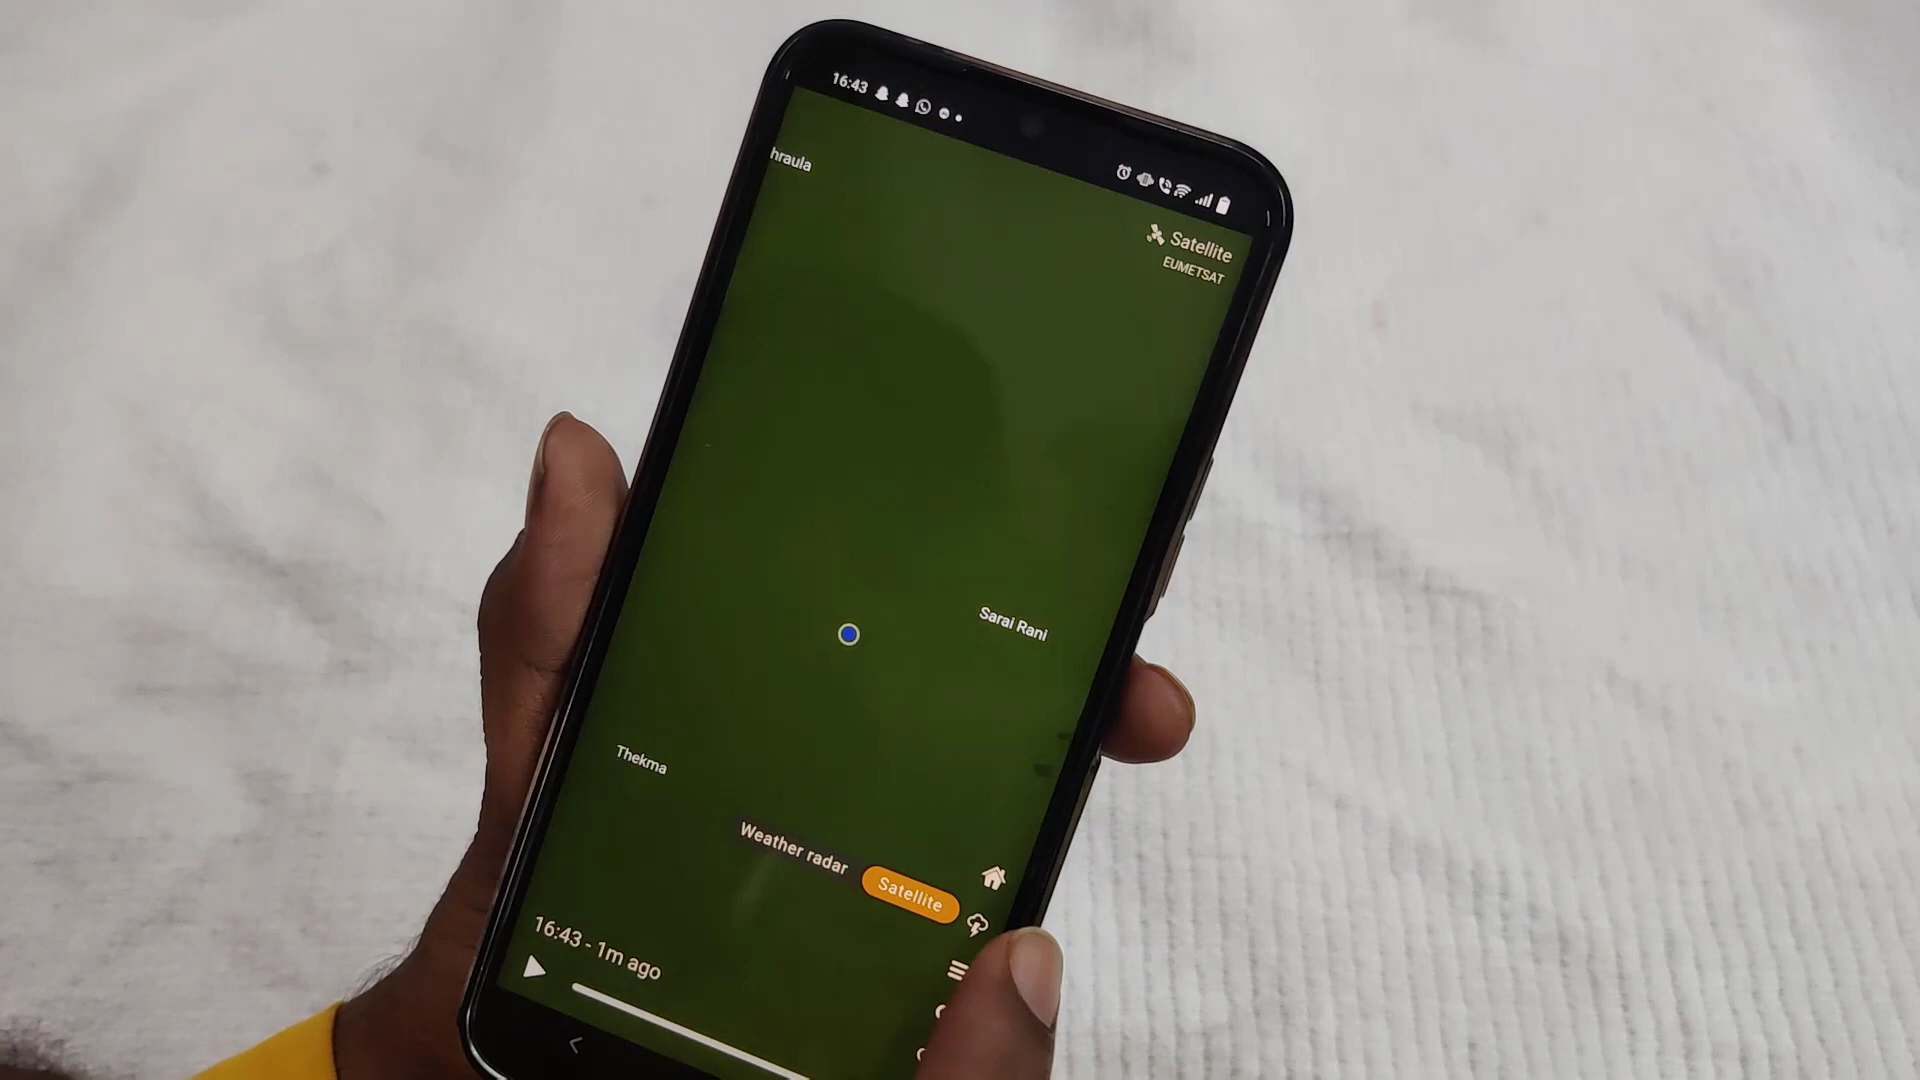 16:43
hraula
Satellite
EUMETSAT
Sarai Rani
Thekma
Weather radar
Satellite
16:43 - 1m ago